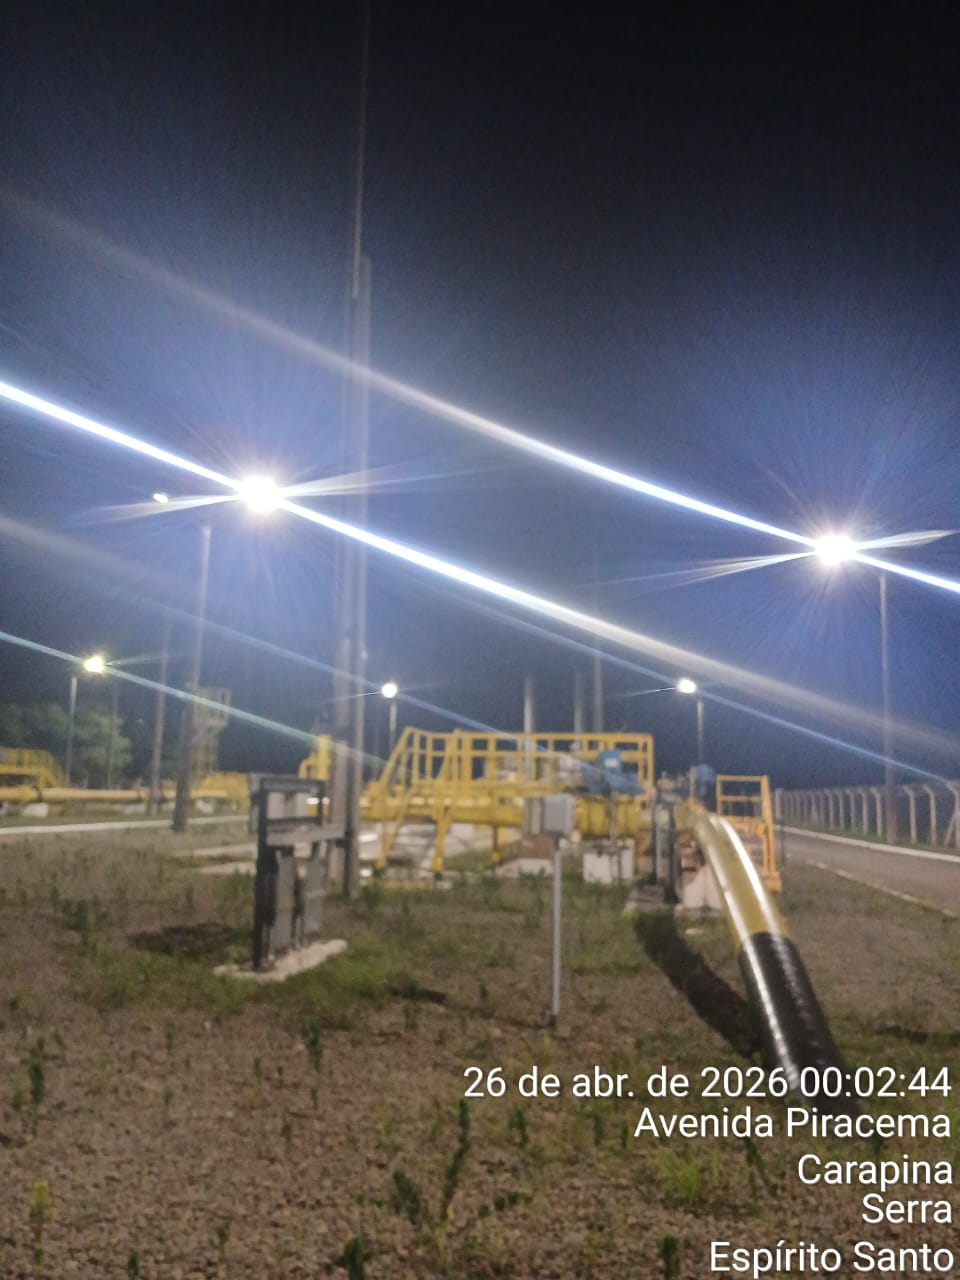 26 de abr. de 2026 00:02:44
Avenida Piracema
Carapina
Serra
Espírito Santo